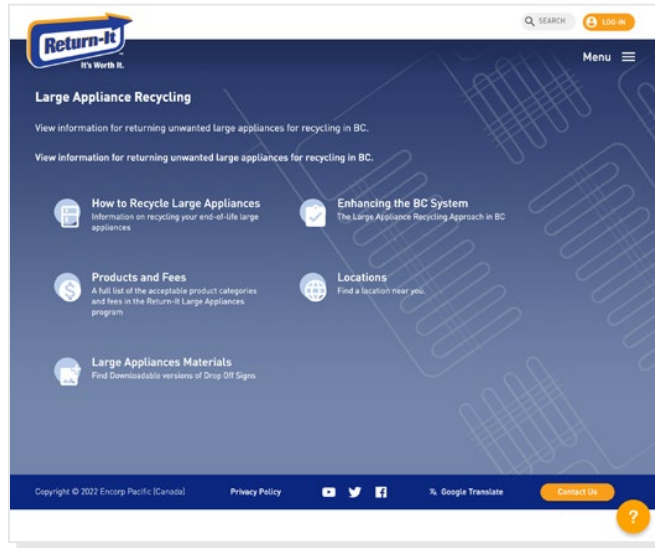 SEARCH
LOG-IN
Return-It
It's Worth It.
Menu
Large Appliance Recycling
View information for returning unwanted large appliances for recycling in BC.
View information for returning unwanted large appliances for recycling in BC.
How to Recycle Large Appliances
Information on recycling your end-of-life large
appliances
Enhancing the BC System
The Large Appliance Recycling Approach in BC
Products and Fees
A full list of the acceptable product categories
and fees in the Return-It Large Appliances
program
Locations
Find a location near you.
Large Appliances Materials
Find Downloadable versions of Drop Off Signs
Copyright © 2022 Encorp Pacific (Canada)
Privacy Policy
Google Translate
Contact Us
?